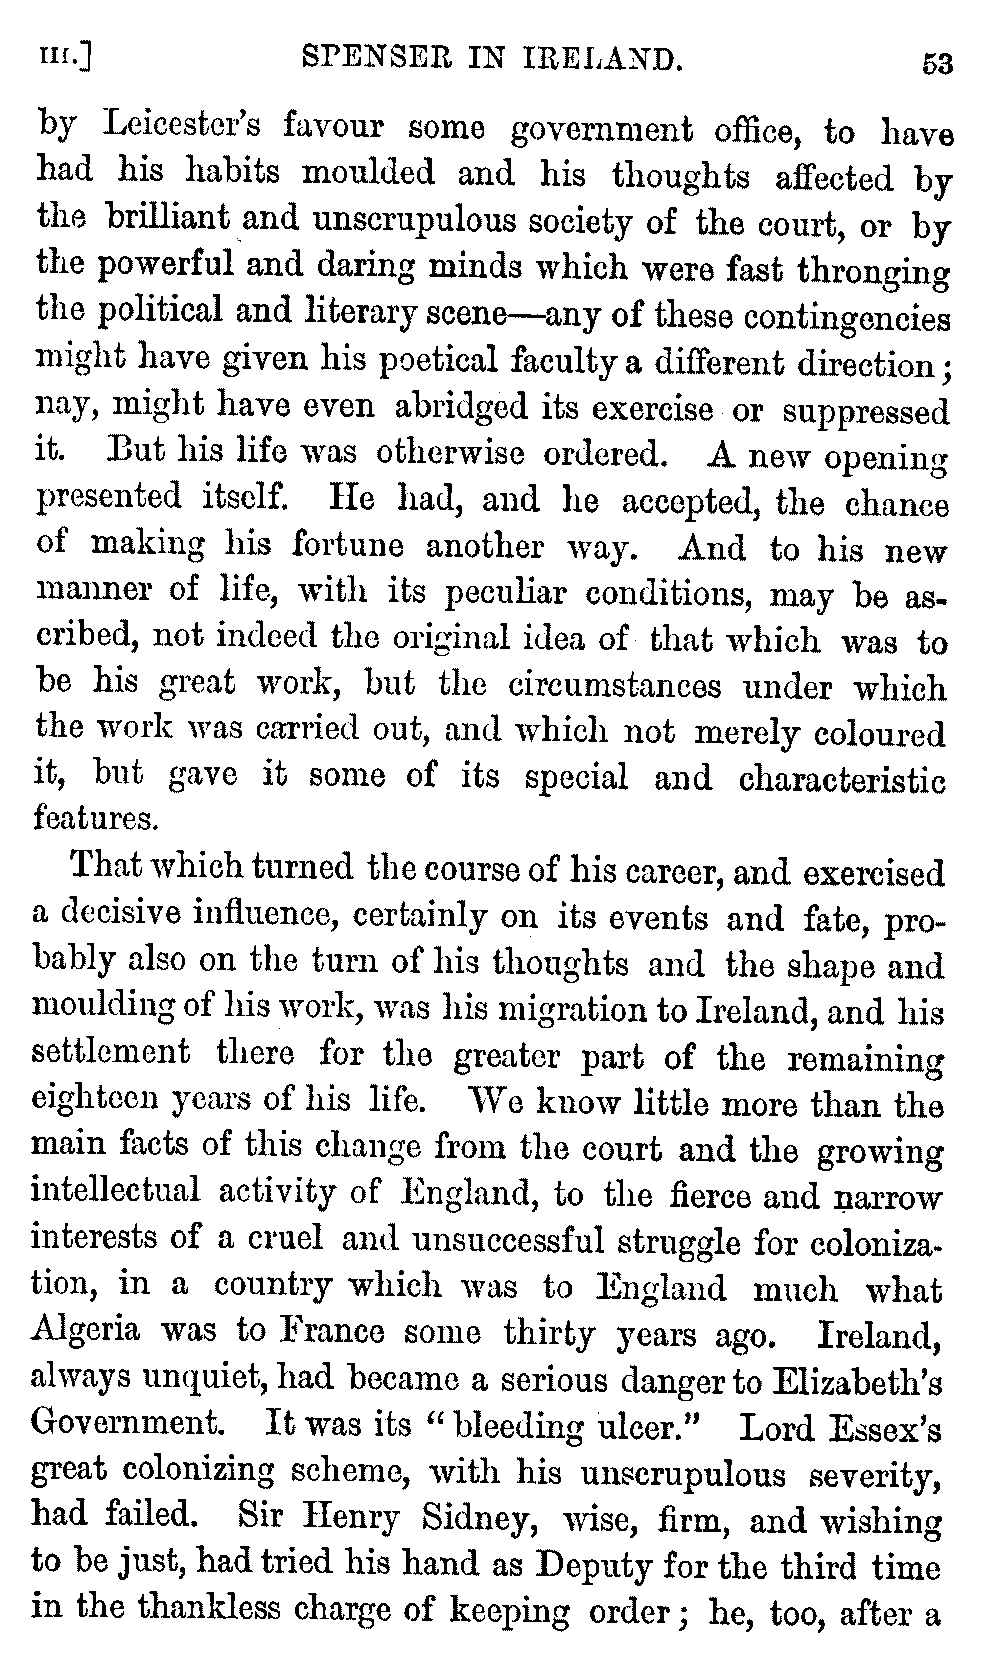 III.] SPENSER IN IRELAND. 53
by Leicester's favour some government office, to have
had his habits moulded and his thoughts affected by
the brilliant and unscrupulous society of the court, or by
the powerful and daring minds which were fast thronging
the political and literary scene—any of these contingencies
might have given his poetical faculty a different direction;
nay, might have even abridged its exercise or suppressed
it. But his life was otherwise ordered. A new opening
presented itself. He had, and he accepted, the chance
of making his fortune another way. And to his new
manner of life, with its peculiar conditions, may be as-
cribed, not indeed the original idea of that which was to
be his great work, but the circumstances under which
the work was carried out, and which not merely coloured
it, but gave it some of its special and characteristic
features.
That which turned the course of his career, and exercised
a decisive influence, certainly on its events and fate, pro-
bably also on the turn of his thoughts and the shape and
moulding of his work, was his migration to Ireland, and his
settlement there for the greater part of the remaining
eighteen years of his life. We know little more than the
main facts of this change from the court and the growing
intellectual activity of England, to the fierce and narrow
interests of a cruel and unsuccessful struggle for coloniza-
tion, in a country which was to England much what
Algeria was to France some thirty years ago. Ireland,
always unquiet, had became a serious danger to Elizabeth's
Government. It was its "bleeding ulcer." Lord Essex's
great colonizing scheme, with his unscrupulous severity,
had failed. Sir Henry Sidney, wise, firm, and wishing
to be just, had tried his hand as Deputy for the third time
in the thankless charge of keeping order; he, too, after a